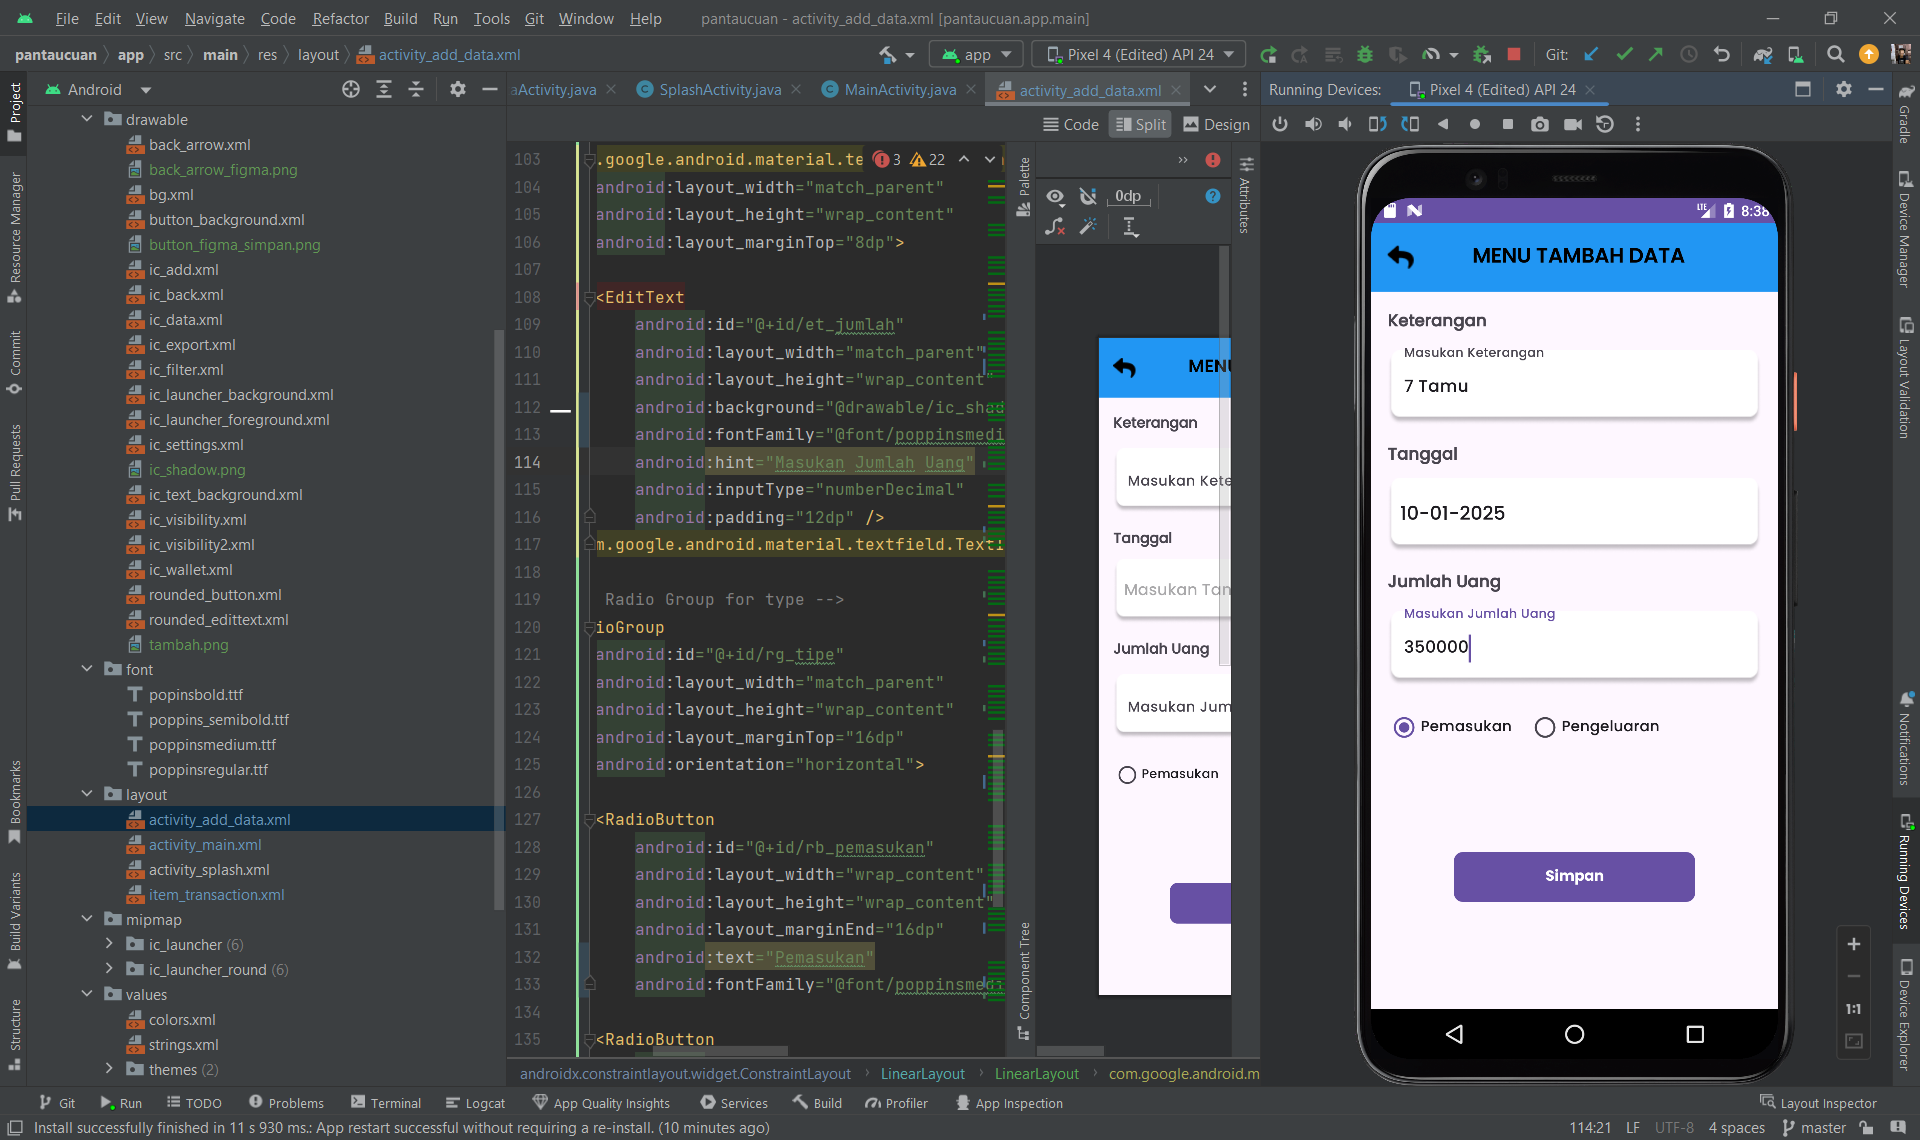 File Edit View Navigate Code Refactor Build Run Tools Git Window Help pantaucuan - activity_add_data.xml [pantaucuan.app.main]
pantaucuan app src main res layout activity_add_data.xml app Pixel 4 (Edited) API 24 Git:
Project
Android
aActivity.java SplashActivity.java MainActivity.java activity_add_data.xml
Running Devices: Pixel 4 (Edited) API 24
Code Split Design
drawable
back_arrow.xml
back_arrow_figma.png
bg.xml
button_background.xml
button_figma_simpan.png
ic_add.xml
ic_back.xml
ic_data.xml
ic_export.xml
ic_filter.xml
ic_launcher_background.xml
ic_launcher_foreground.xml
ic_settings.xml
ic_shadow.png
ic_text_background.xml
ic_visibility.xml
ic_visibility2.xml
ic_wallet.xml
rounded_button.xml
rounded_edittext.xml
tambah.png
font
popinsbold.ttf
poppins_semibold.ttf
poppinsmedium.ttf
poppinsregular.ttf
layout
activity_add_data.xml
activity_main.xml
activity_splash.xml
item_transaction.xml
mipmap
ic_launcher (6)
ic_launcher_round (6)
values
colors.xml
strings.xml
themes (2)
Resource Manager
Commit
Pull Requests
Bookmarks
Build Variants
Structure
103 .google.android.material.te 3 22
104 android:layout_width="match_parent"
105 android:layout_height="wrap_content"
106 android:layout_marginTop="8dp">
107
108 <EditText
109 android:id="@+id/et_jumlah"
110 android:layout_width="match_parent"
111 android:layout_height="wrap_content"
112 android:background="@drawable/ic_shad
113 android:fontFamily="@font/poppinsmedi
114 android:hint="Masukan Jumlah Uang"
115 android:inputType="numberDecimal"
116 android:padding="12dp" />
117 m.google.android.material.textfield.Texti
118
119 Radio Group for type -->
120 ioGroup
121 android:id="@+id/rg_tipe"
122 android:layout_width="match_parent"
123 android:layout_height="wrap_content"
124 android:layout_marginTop="16dp"
125 android:orientation="horizontal">
126
127 <RadioButton
128 android:id="@+id/rb_pemasukan"
129 android:layout_width="wrap_content"
130 android:layout_height="wrap_content"
131 android:layout_marginEnd="16dp"
132 android:text="Pemasukan"
133 android:fontFamily="@font/poppinsmedi
134
135 <RadioButton
androidx.constraintlayout.widget.ConstraintLayout LinearLayout LinearLayout com.google.android.m
Palette
Component Tree
Attributes
0dp
MENU
Keterangan
Masukan Kete
Tanggal
Masukan Tan
Jumlah Uang
Masukan Jum
Pemasukan
LTE 8:38
MENU TAMBAH DATA
Keterangan
Masukan Keterangan
7 Tamu
Tanggal
10-01-2025
Jumlah Uang
Masukan Jumlah Uang
350000
Pemasukan Pengeluaran
Simpan
1:1
Gradle
Device Manager
Layout Validation
Notifications
Running Devices
Device Explorer
Git Run TODO Problems Terminal Logcat App Quality Insights Services Build Profiler App Inspection Layout Inspector
Install successfully finished in 11 s 930 ms.: App restart successful without requiring a re-install. (10 minutes ago) 114:21 LF UTF-8 4 spaces master